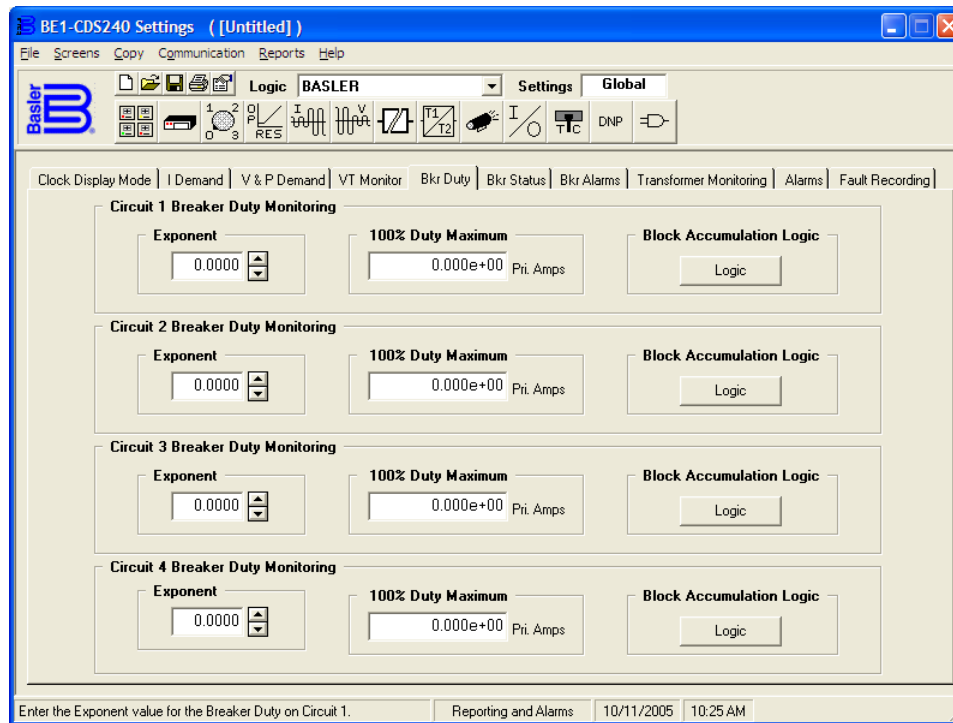 BE1-CDS240 Settings ( [Untitled] )
File Screens Copy Communication Reports Help
Basler
Logic BASLER Settings Global
1 2 0 3
O P RES
I
V
T1 T2
I/O
T C
DNP
Clock Display Mode I Demand V & P Demand VT Monitor Bkr Duty Bkr Status Bkr Alarms Transformer Monitoring Alarms Fault Recording
Circuit 1 Breaker Duty Monitoring
Exponent 100% Duty Maximum Block Accumulation Logic
0.0000 0.000e+00 Pri. Amps Logic
Circuit 2 Breaker Duty Monitoring
Exponent 100% Duty Maximum Block Accumulation Logic
0.0000 0.000e+00 Pri. Amps Logic
Circuit 3 Breaker Duty Monitoring
Exponent 100% Duty Maximum Block Accumulation Logic
0.0000 0.000e+00 Pri. Amps Logic
Circuit 4 Breaker Duty Monitoring
Exponent 100% Duty Maximum Block Accumulation Logic
0.0000 0.000e+00 Pri. Amps Logic
Enter the Exponent value for the Breaker Duty on Circuit 1. Reporting and Alarms 10/11/2005 10:25 AM